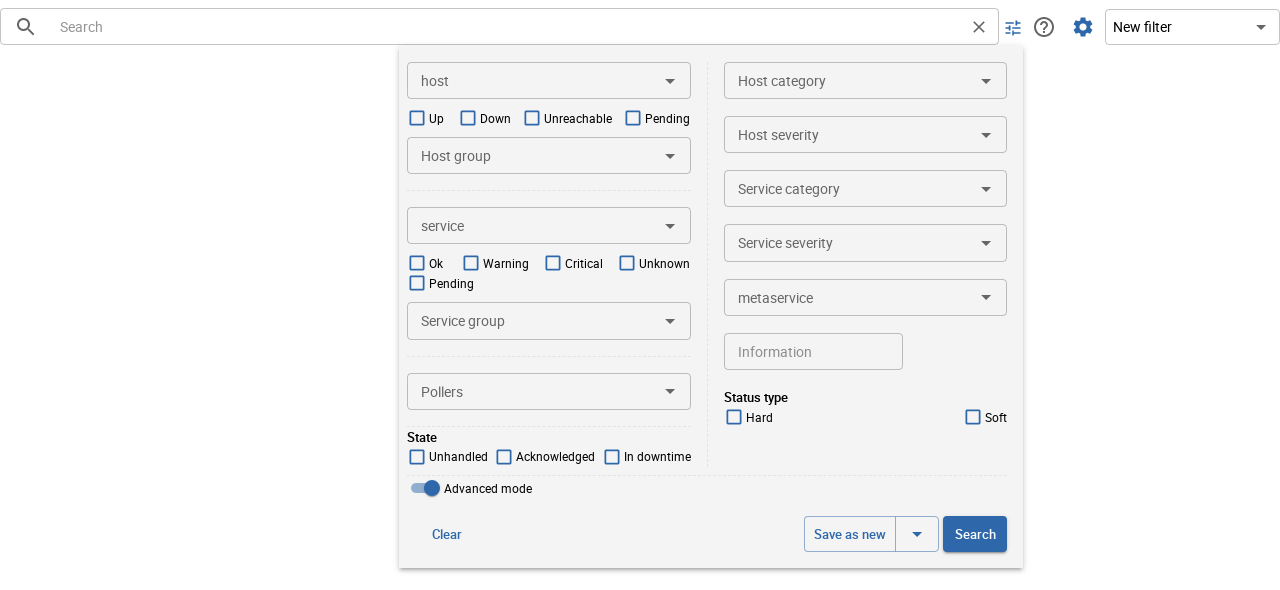 Search
New filter
host
Up Down Unreachable Pending
Host group
service
Ok Warning Critical Unknown
Pending
Service group
Pollers
State
Unhandled Acknowledged In downtime
Host category
Host severity
Service category
Service severity
metaservice
Information
Status type
Hard Soft
Advanced mode
Clear Save as new Search